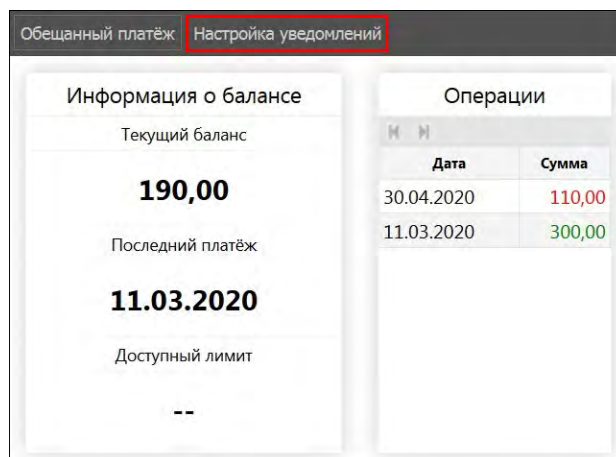 Обещанный платёж Настройка уведомлений
Информация о балансе
Текущий баланс
190,00
Последний платёж
11.03.2020
Доступный лимит
--
Операции
Дата Сумма
30.04.2020 110,00
11.03.2020 300,00